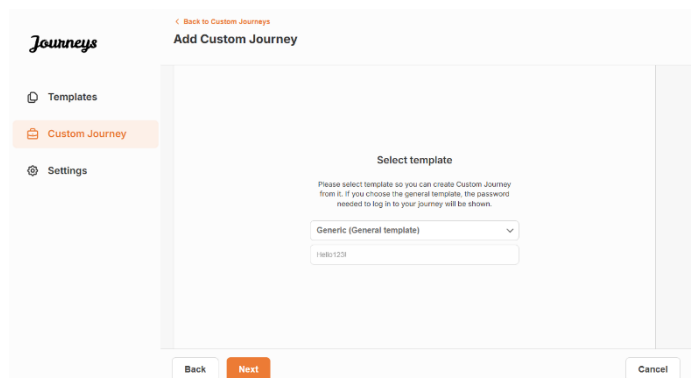 < Back to Custom Journeys
Journeys
Add Custom Journey
Templates
Custom Journey
Settings
Select template
Please select template so you can create Custom Journey
from it. If you choose the general template, the password
needed to log in to your journey will be shown.
Generic (General template)
Hello123!
Back
Next
Cancel